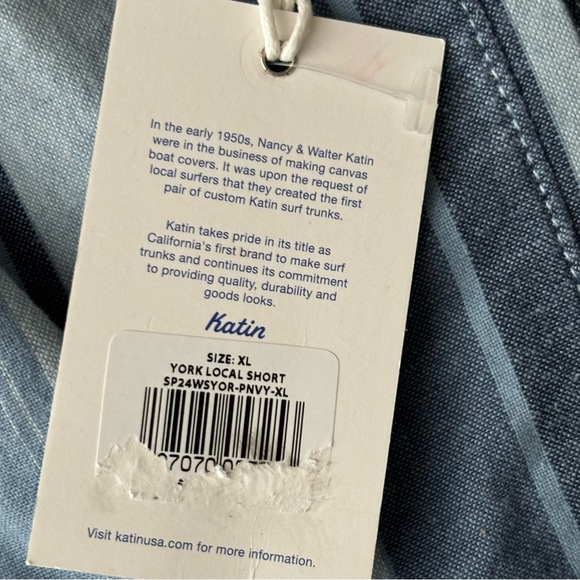 In the early 1950s, Nancy & Walter Katin
were in the business of making canvas
boat covers. It was upon the request of
local surfers that they created the first
pair of custom Katin surf trunks.
Katin takes pride in its title as
California's first brand to make surf
trunks and continues its commitment
to providing quality, durability and
goods looks.
Katin
SIZE: XL
YORK LOCAL SHORT
SP24WSYOR-PNVY-XL
Visit katinusa.com for more information.